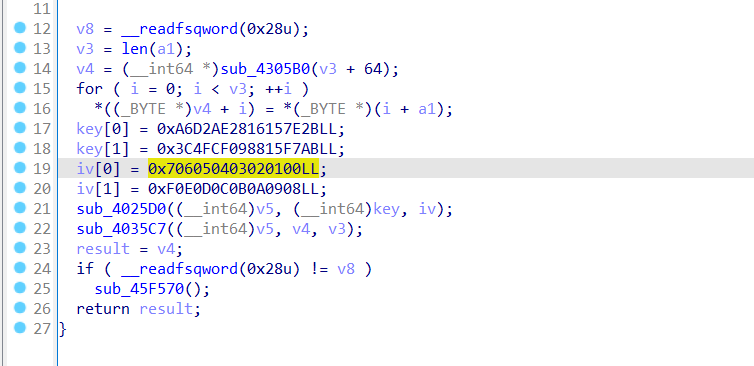 11
12 v8 = __readfsqword(0x28u);
13 v3 = len(a1);
14 v4 = (__int64 *)sub_4305B0(v3 + 64);
15 for ( i = 0; i < v3; ++i )
16 *((_BYTE *)v4 + i) = *(_BYTE *)(i + a1);
17 key[0] = 0xA6D2AE2816157E2BLL;
18 key[1] = 0x3C4FCF098815F7ABLL;
19 iv[0] = 0x706050403020100LL;
20 iv[1] = 0xF0E0D0C0B0A0908LL;
21 sub_4025D0((__int64)v5, (__int64)key, iv);
22 sub_4035C7((__int64)v5, v4, v3);
23 result = v4;
24 if ( __readfsqword(0x28u) != v8 )
25 sub_45F570();
26 return result;
27 }